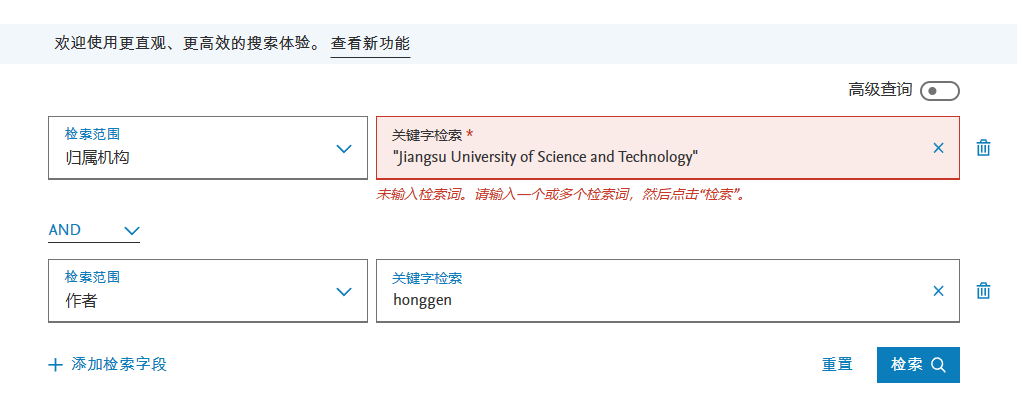 欢迎使用更直观、更高效的搜索体验。 查看新功能
高级查询
检索范围
归属机构
关键字检索 *
"Jiangsu University of Science and Technology"
未输入检索词。请输入一个或多个检索词，然后点击“检索”。
AND
检索范围
作者
关键字检索
honggen
添加检索字段
重置
检索